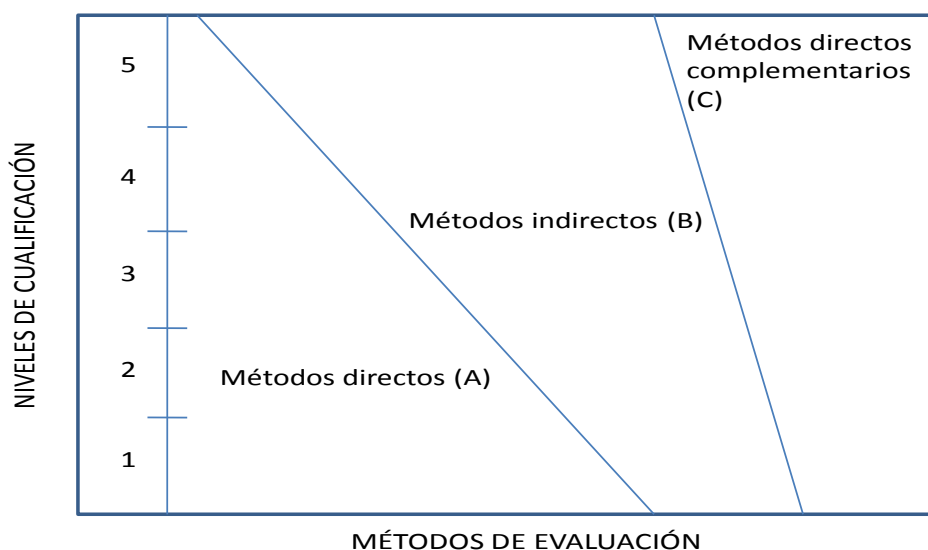 Métodos directos
complementarios
(C)
5
4
Métodos indirectos (B)
3
2
Métodos directos (A)
1
NIVELES DE CUALIFICACIÓN
MÉTODOS DE EVALUACIÓN